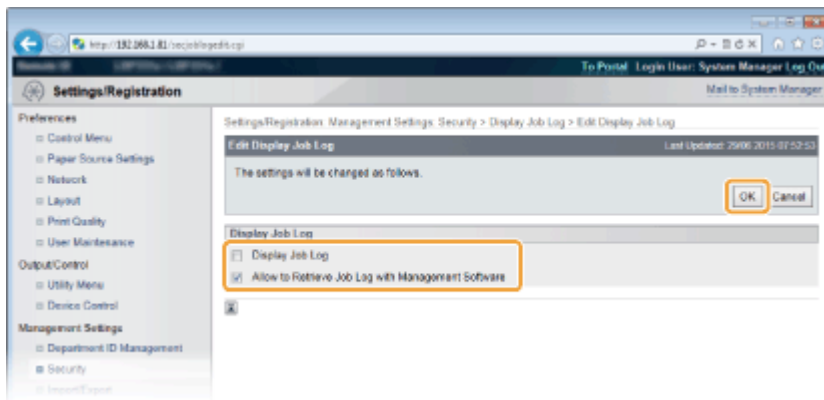 http://192.168.1.81/secjoblogedit.cgi
To Portal Login User: System Manager Log Ou
Settings/Registration
Mail to System Manager
Preferences
Control Menu
Paper Source Settings
Network
Layout
Print Quality
User Maintenance
Output/Control
Utility Menu
Device Control
Management Settings
Department ID Management
Security
Import/Export
Settings/Registration: Management Settings: Security > Display Job Log > Edit Display Job Log
Edit Display Job Log
Last Updated: 29/06 2015 07:52:53
The settings will be changed as follows.
OK
Cancel
Display Job Log
Display Job Log
Allow to Retrieve Job Log with Management Software